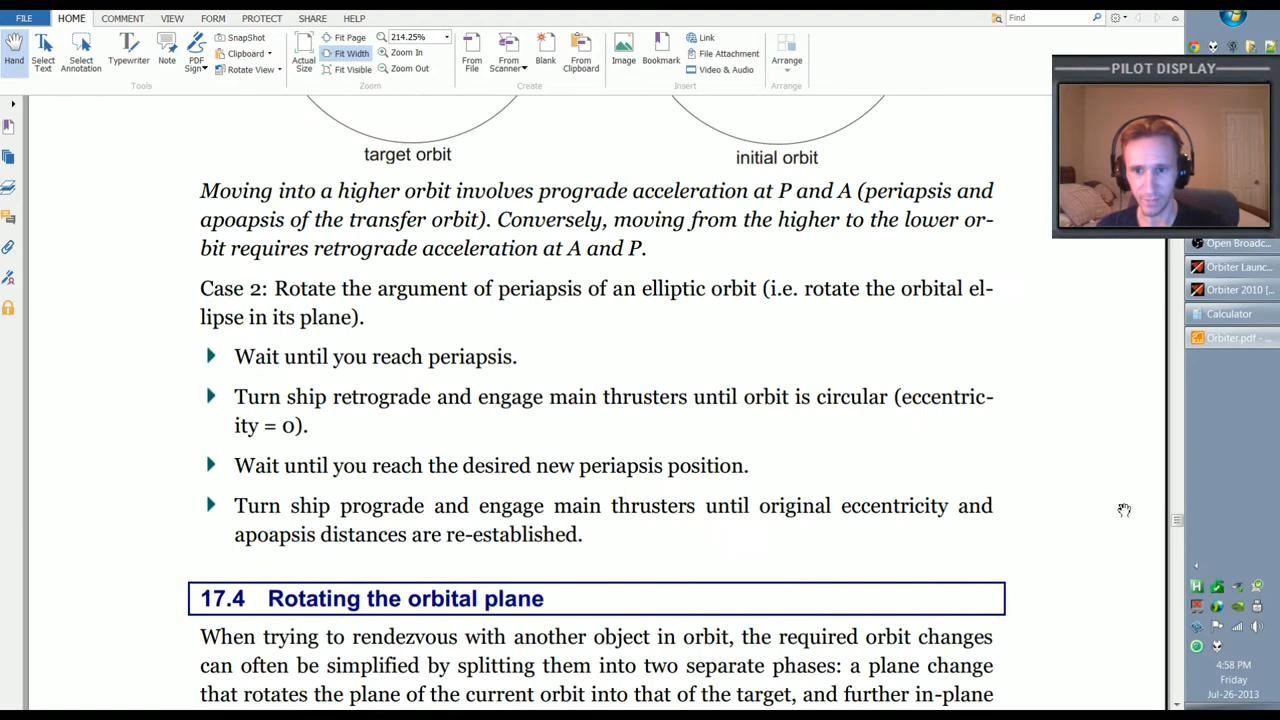 FILE HOME COMMENT VIEW FORM PROTECT SHARE HELP
Find
Hand
Select Text
Select Annotation
Typewriter
Note
PDF Sign
SnapShot
Clipboard
Rotate View
Tools
Actual Size
Fit Page
Fit Width
Fit Visible
214.25%
Zoom In
Zoom Out
Zoom
From File
From Scanner
Blank
From Clipboard
Create
Image
Bookmark
Link
File Attachment
Video & Audio
Insert
Arrange
Arrange
PILOT DISPLAY
target orbit
initial orbit
Moving into a higher orbit involves prograde acceleration at P and A (periapsis and
apoapsis of the transfer orbit). Conversely, moving from the higher to the lower or-
bit requires retrograde acceleration at A and P.
Case 2: Rotate the argument of periapsis of an elliptic orbit (i.e. rotate the orbital el-
lipse in its plane).
Wait until you reach periapsis.
Turn ship retrograde and engage main thrusters until orbit is circular (eccentric-
ity = 0).
Wait until you reach the desired new periapsis position.
Turn ship prograde and engage main thrusters until original eccentricity and
apoapsis distances are re-established.
17.4 Rotating the orbital plane
When trying to rendezvous with another object in orbit, the required orbit changes
can often be simplified by splitting them into two separate phases: a plane change
that rotates the plane of the current orbit into that of the target, and further in-plane
Open Broadc...
Orbiter Launc...
Orbiter 2010 [...
Calculator
Orbiter.pdf - ...
4:58 PM
Friday
Jul-26-2013